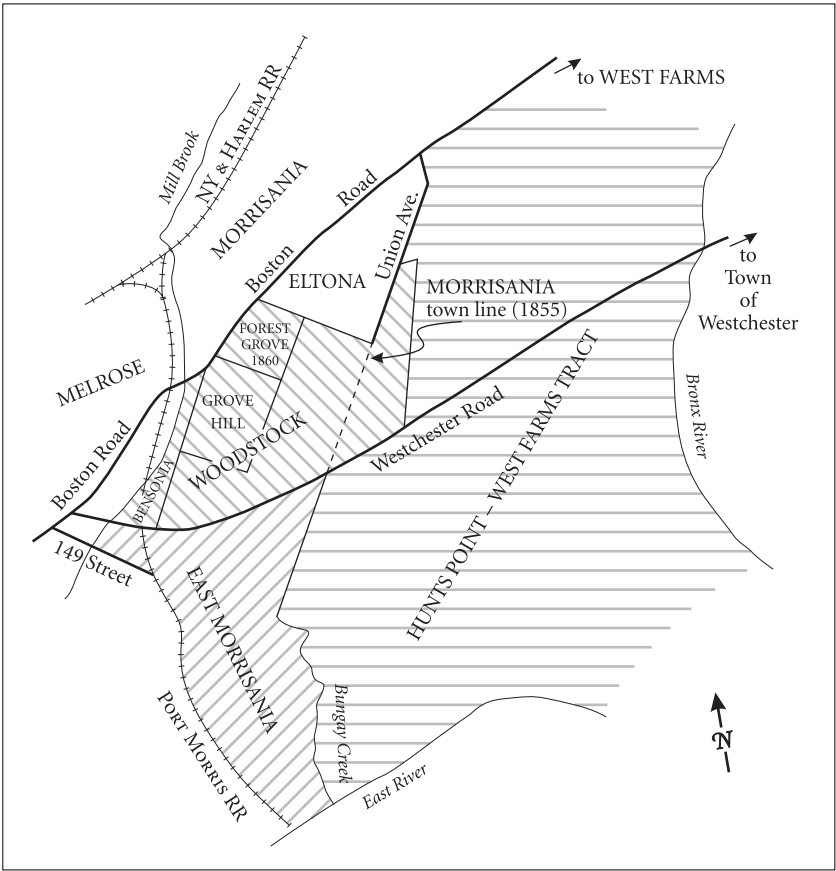 to WEST FARMS
Mill Brook
NY & HARLEM RR
MORRISANIA
Boston Road
Union Ave.
ELTONA
to
Town
of
Westchester
MORRISANIA
town line (1855)
FOREST
GROVE
1860
MELROSE
GROVE
HILL
WOODSTOCK
Westchester Road
Bronx River
HUNTS POINT – WEST FARMS TRACT
Boston Road
BENSONIA
149 Street
EAST MORRISANIA
PORT MORRIS RR
Bungay Creek
East River
N